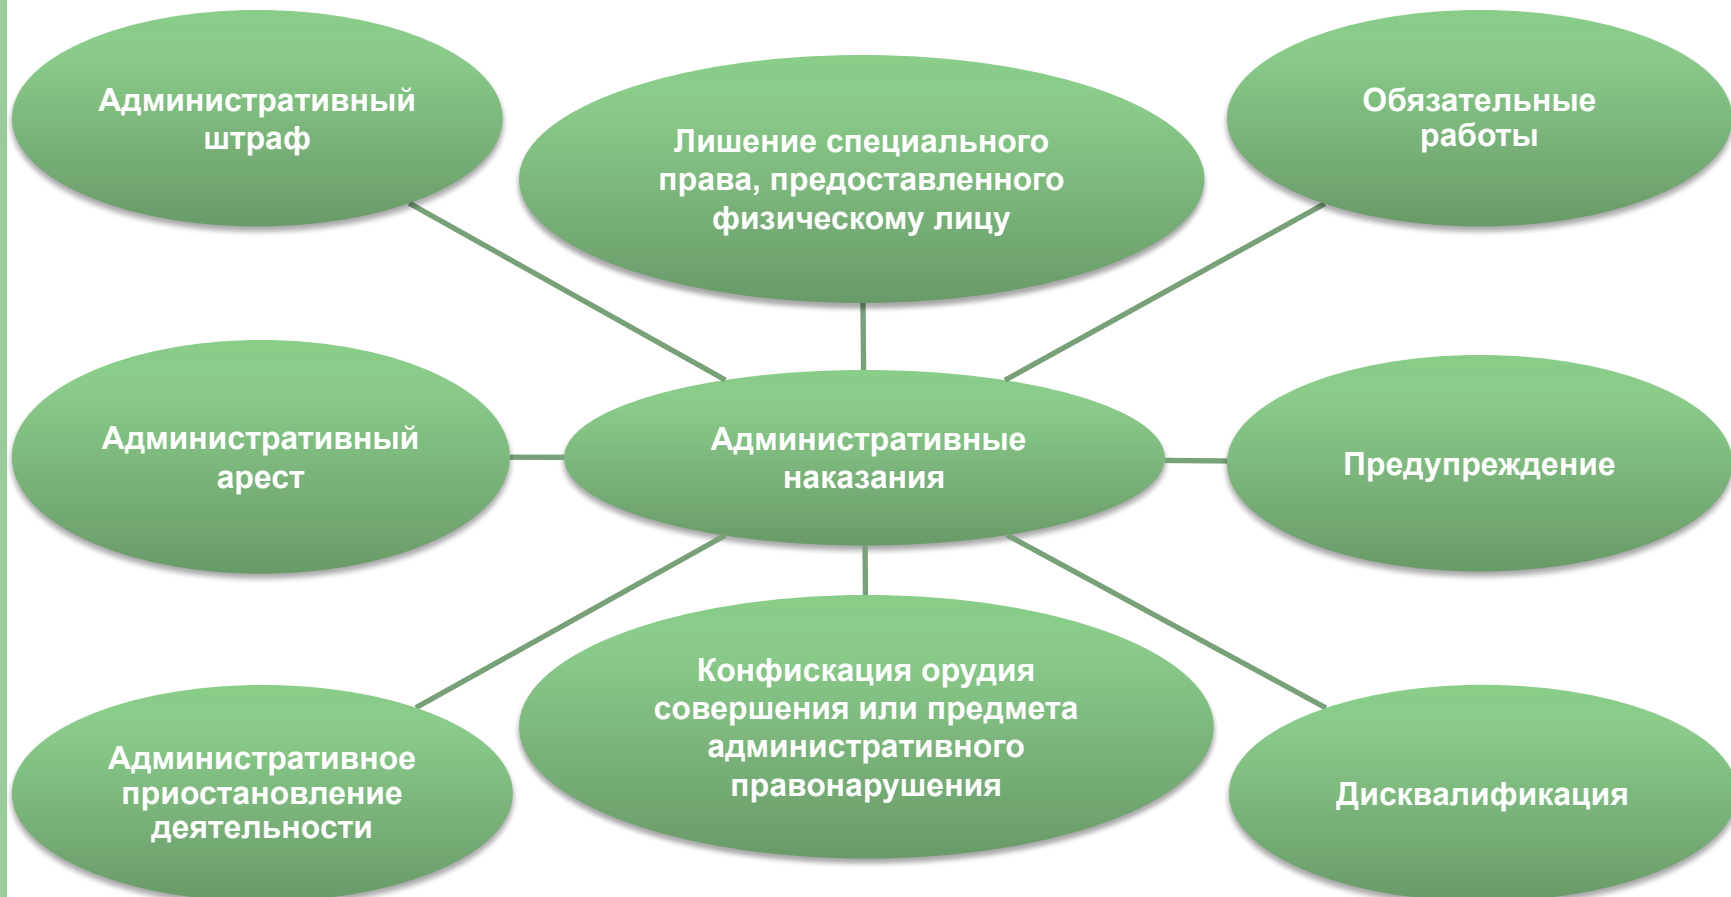 Административный
штраф
Лишение специального
права, предоставленного
физическому лицу
Обязательные
работы
Административный
арест
Административные
наказания
Предупреждение
Административное
приостановление
деятельности
Конфискация орудия
совершения или предмета
административного
правонарушения
Дисквалификация